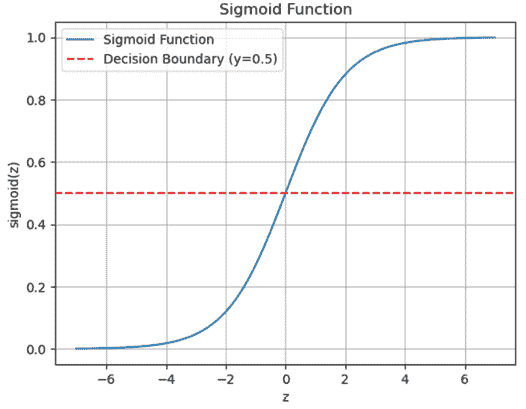 Sigmoid Function
Sigmoid Function
Decision Boundary (y=0.5)
1.0
0.8
0.6
0.4
0.2
0.0
sigmoid(z)
−6 −4 −2 0 2 4 6
z